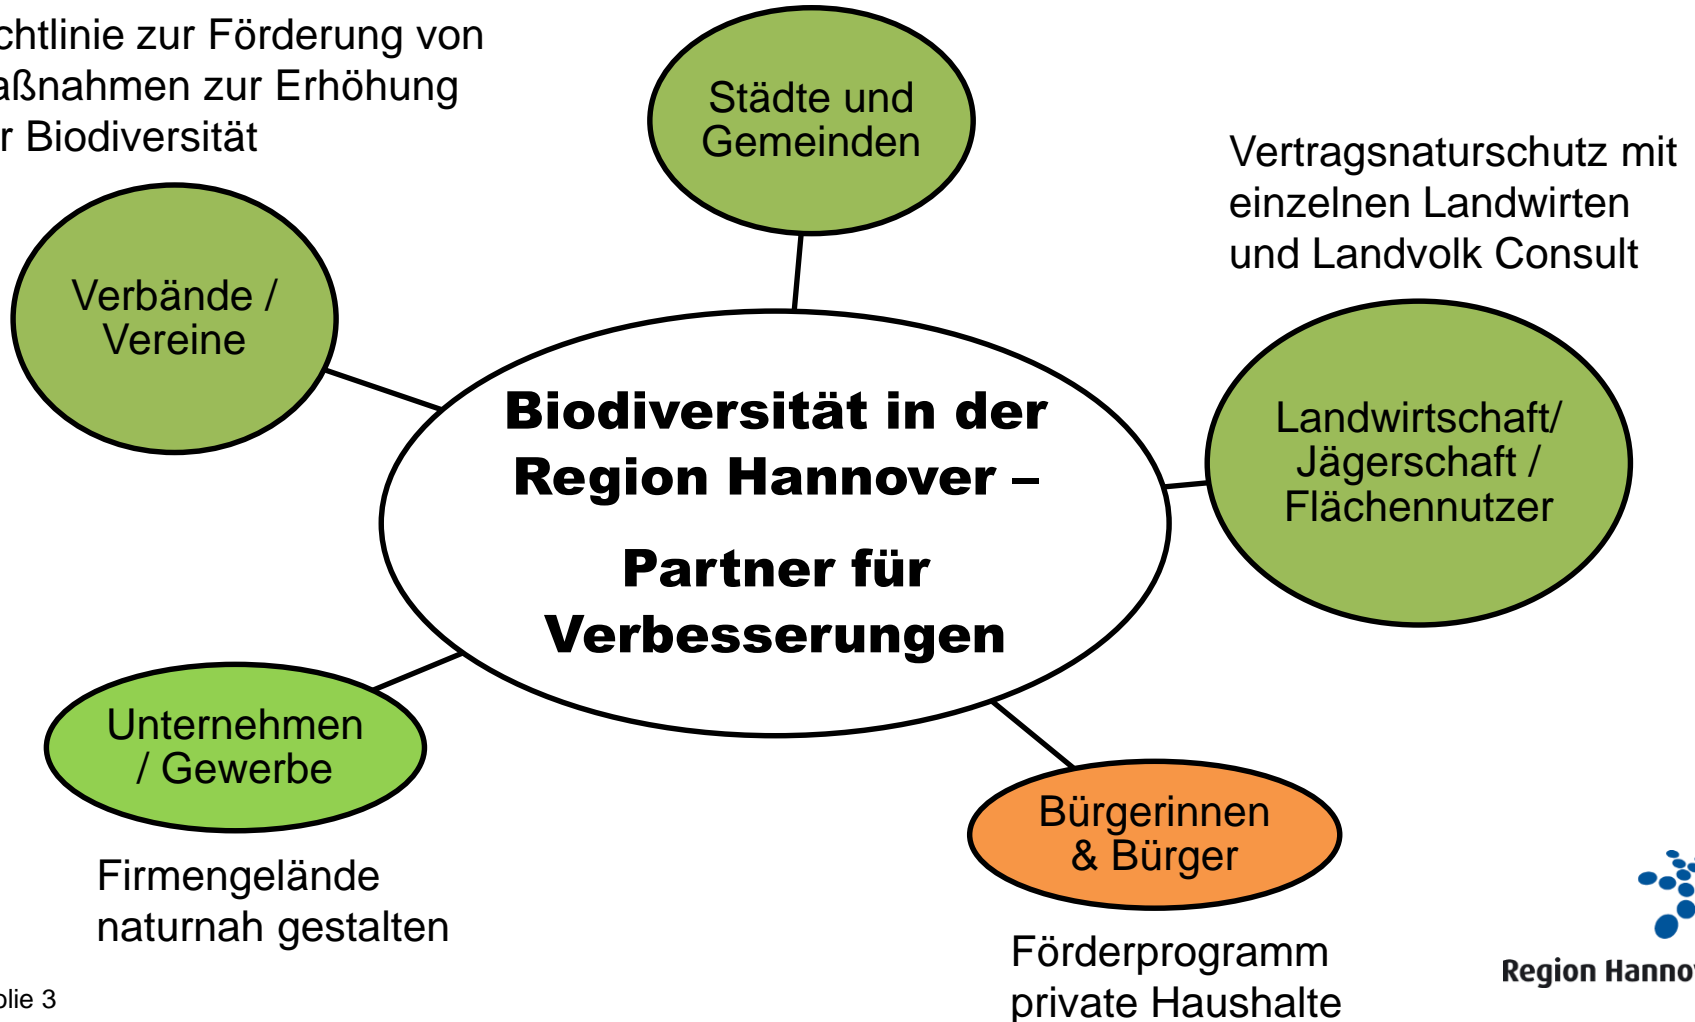 chtlinie zur Förderung von
aßnahmen zur Erhöhung
r Biodiversität
Städte und
Gemeinden
Vertragsnaturschutz mit
einzelnen Landwirten
und Landvolk Consult
Verbände /
Vereine
Landwirtschaft/
Jägerschaft /
Flächennutzer
Biodiversität in der
Region Hannover –
Partner für
Verbesserungen
Unternehmen
/ Gewerbe
Bürgerinnen
& Bürger
Firmengelände
naturnah gestalten
Förderprogramm
private Haushalte
Region Hanno
olie 3